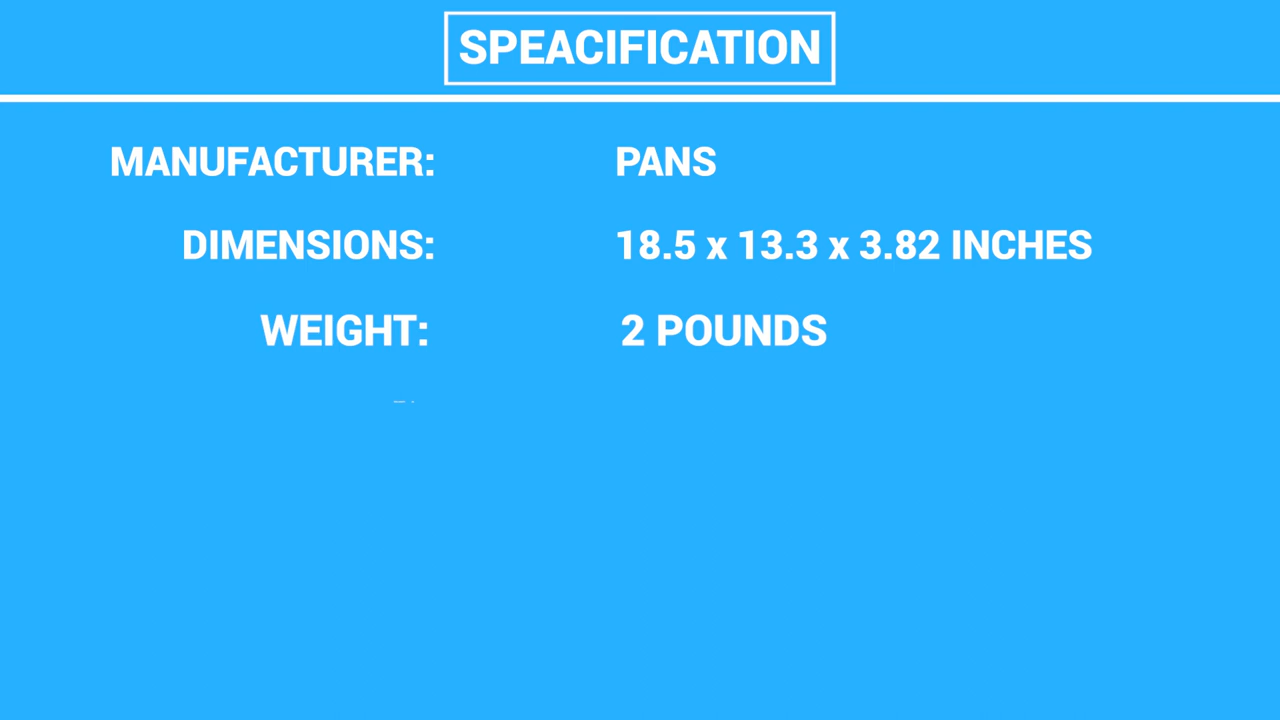 SPEACIFICATION
MANUFACTURER: PANS
DIMENSIONS: 18.5 x 13.3 x 3.82 INCHES
WEIGHT: 2 POUNDS